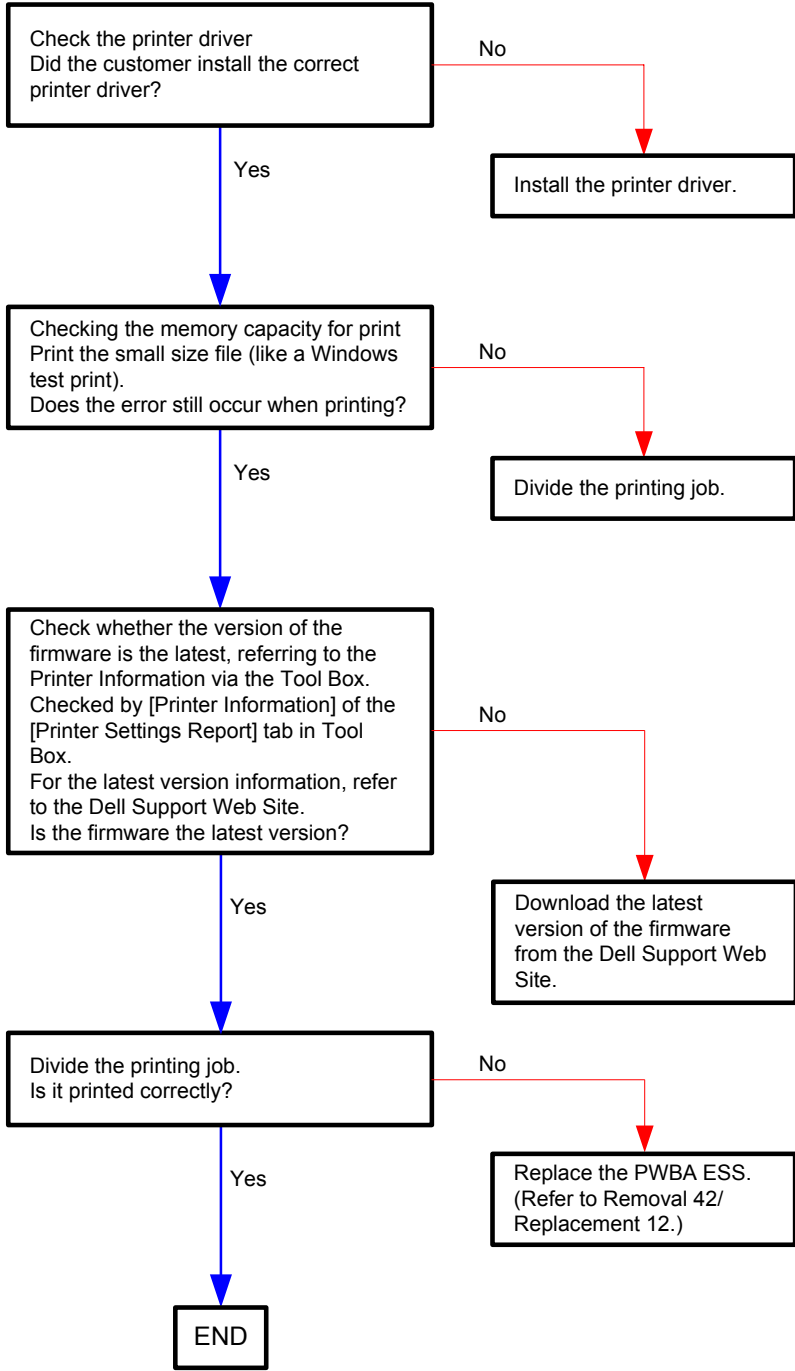 Check the printer driver
Did the customer install the correct
printer driver?
No
Yes
Install the printer driver.
Checking the memory capacity for print
Print the small size file (like a Windows
test print).
Does the error still occur when printing?
No
Yes
Divide the printing job.
Check whether the version of the
firmware is the latest, referring to the
Printer Information via the Tool Box.
Checked by [Printer Information] of the
[Printer Settings Report] tab in Tool
Box.
For the latest version information, refer
to the Dell Support Web Site.
Is the firmware the latest version?
No
Yes
Download the latest
version of the firmware
from the Dell Support Web
Site.
Divide the printing job.
Is it printed correctly?
No
Yes
Replace the PWBA ESS.
(Refer to Removal 42/
Replacement 12.)
END